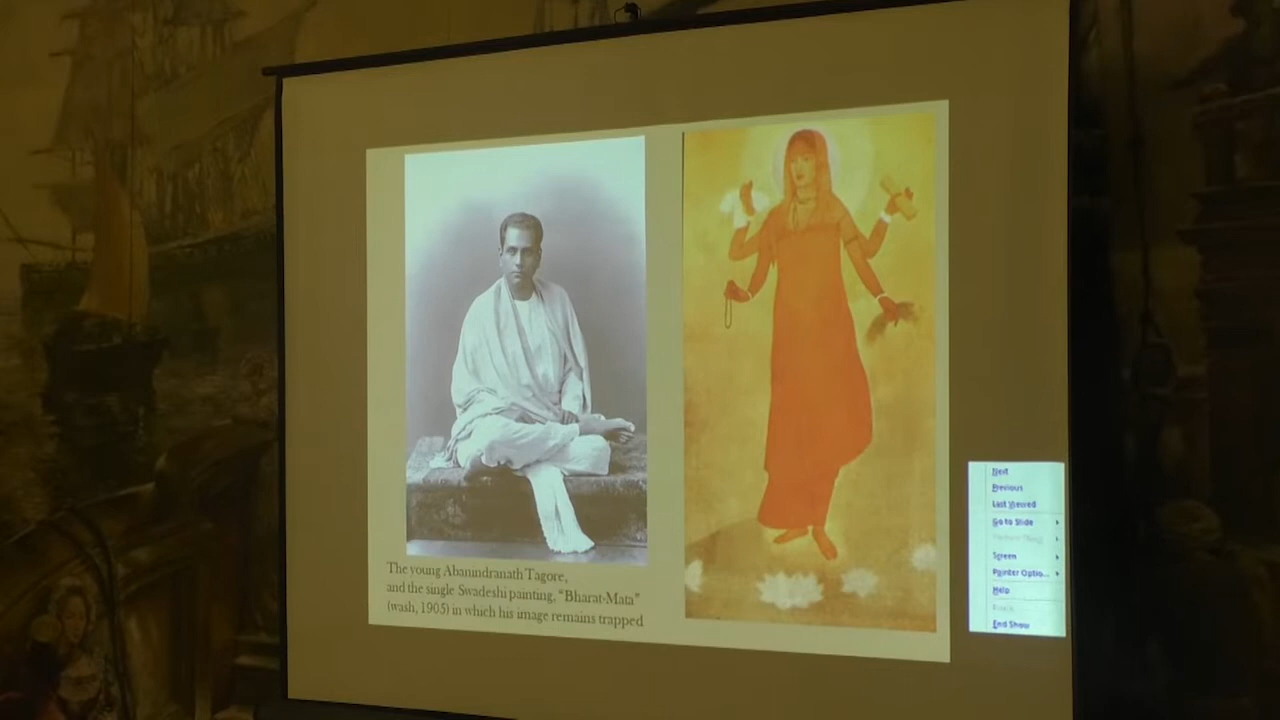 The young Abanindranath Tagore,
and the single Swadeshi painting, "Bharat-Mata"
(wash, 1905) in which his image remains trapped
Next
Previous
Last Viewed
Go to Slide
Screen
Pointer Optio...
Help
End Show